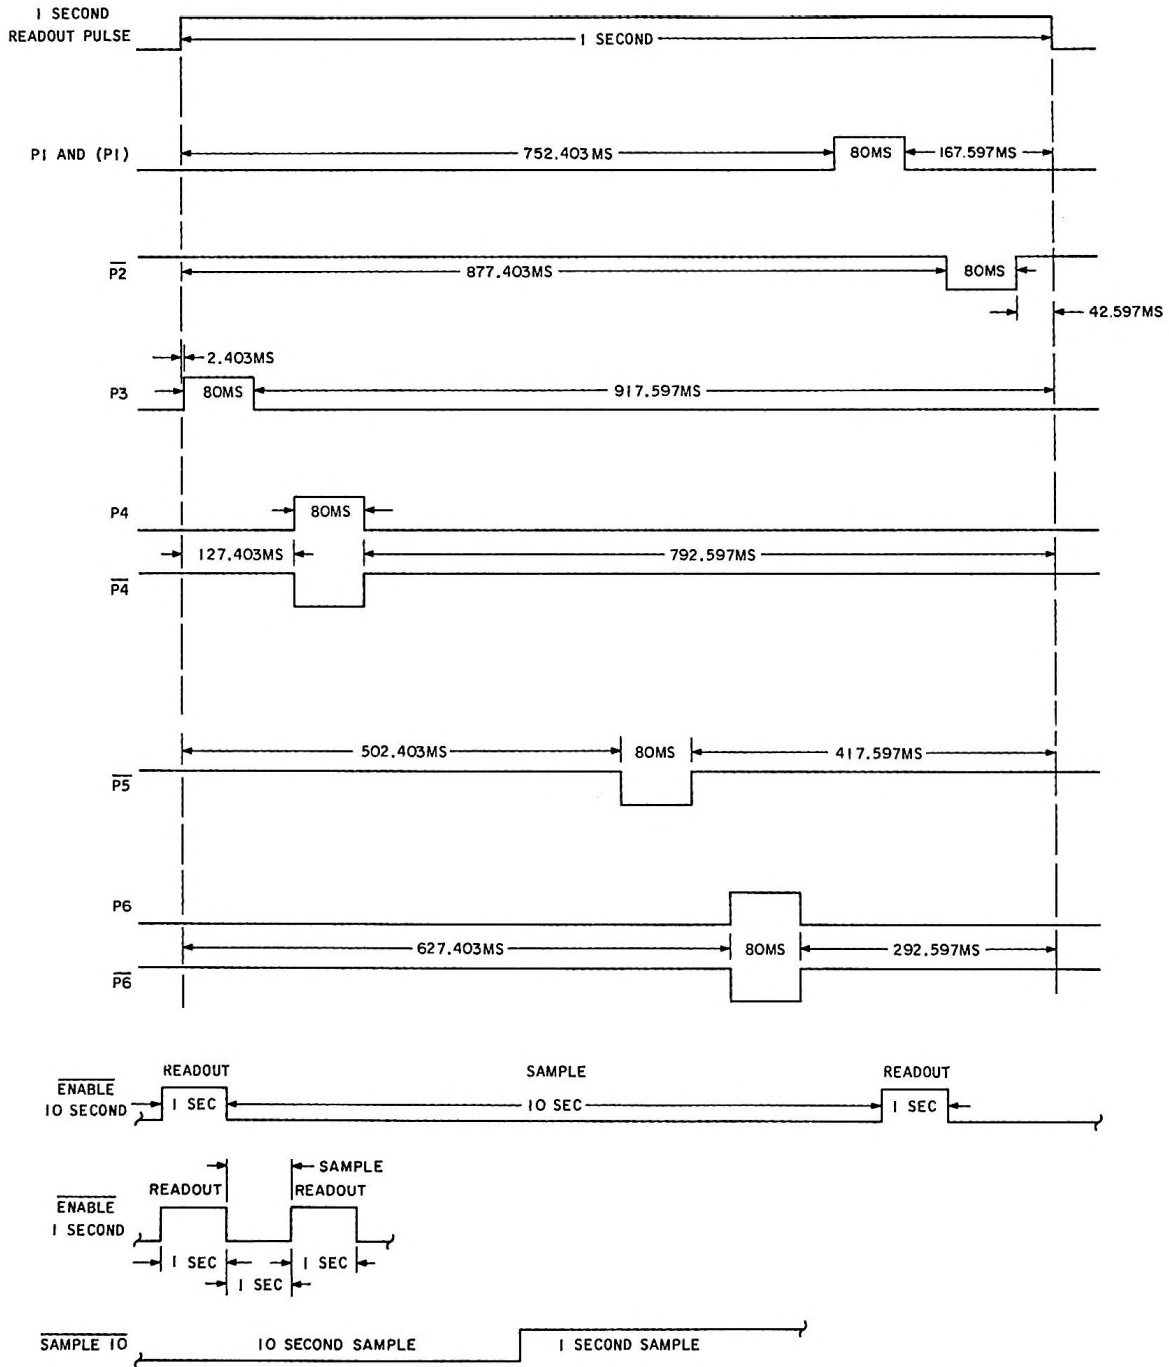 1 SECOND
READOUT PULSE
1 SECOND
P1 AND (P1)
752.403MS
80MS
167.597MS
P2
877.403MS
80MS
42.597MS
2.403MS
P3
80MS
917.597MS
P4
80MS
127.403MS
792.597MS
P4
502.403MS
80MS
417.597MS
P5
P6
627.403MS
80MS
292.597MS
P6
READOUT
SAMPLE
READOUT
ENABLE
10 SECOND
1 SEC
10 SEC
1 SEC
SAMPLE
READOUT
READOUT
ENABLE
1 SECOND
1 SEC
1 SEC
1 SEC
SAMPLE 10
10 SECOND SAMPLE
1 SECOND SAMPLE